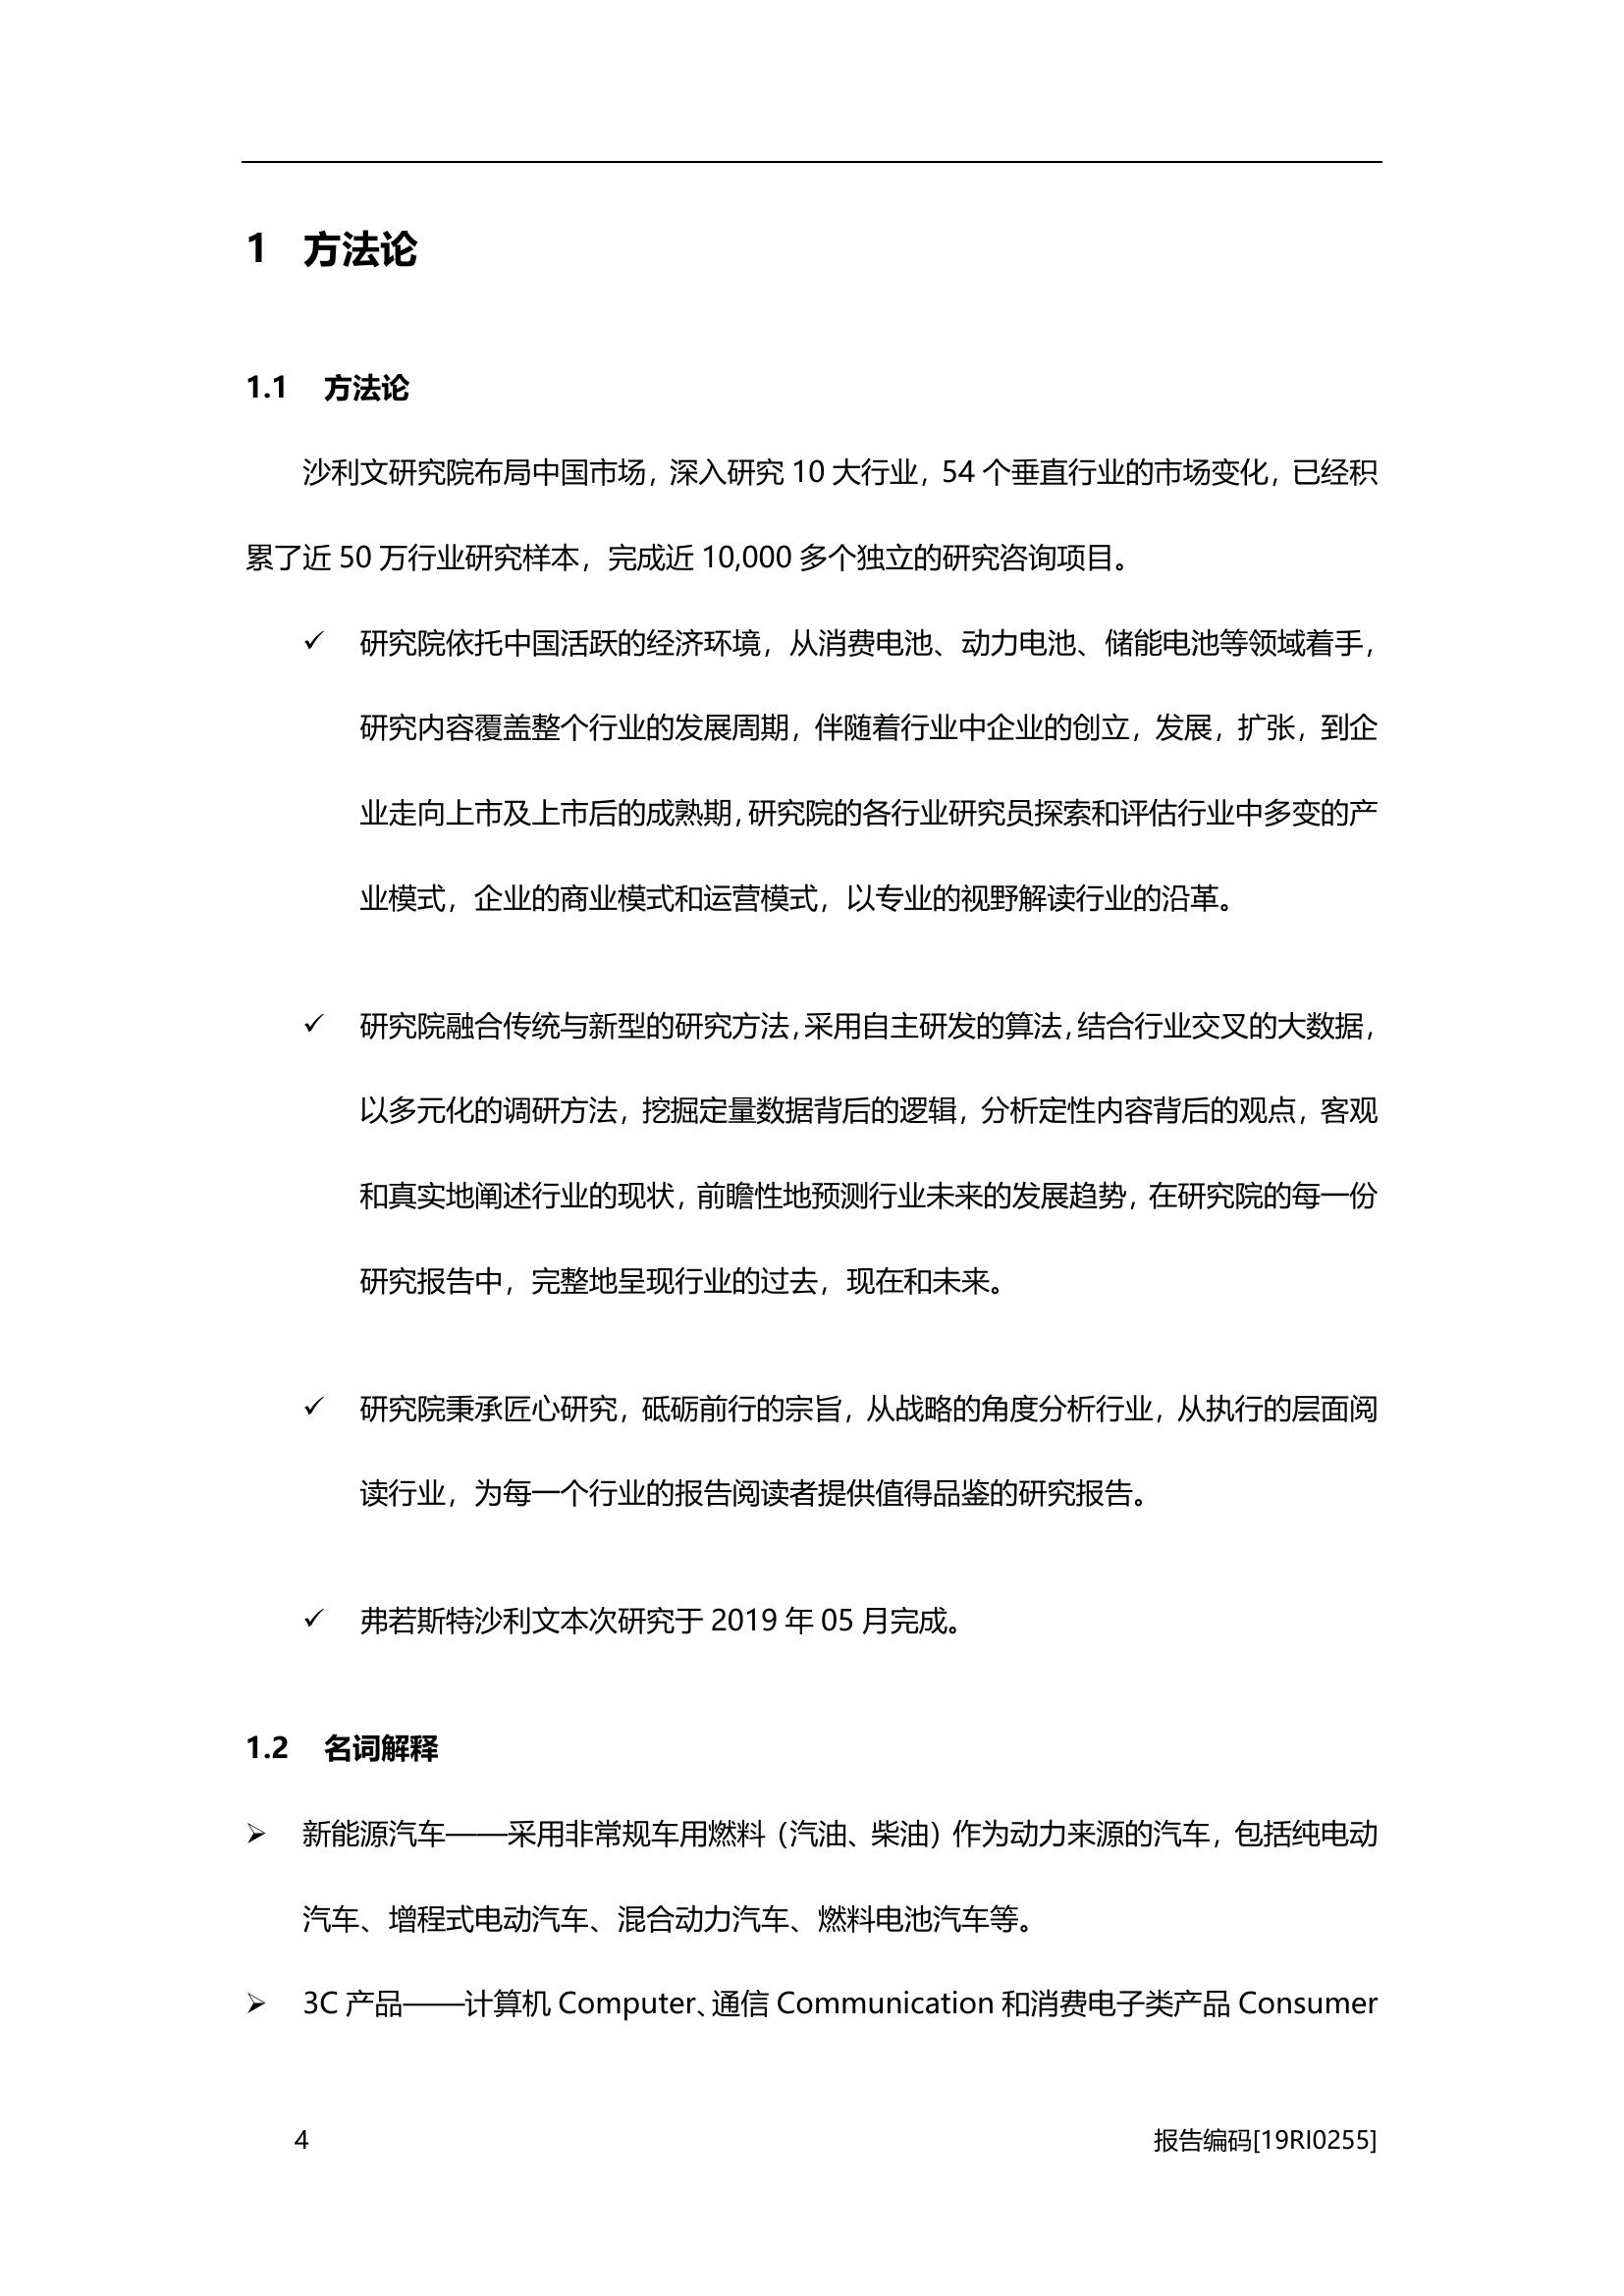 1 方法论
1.1 方法论
沙利文研究院布局中国市场，深入研究 10 大行业，54 个垂直行业的市场变化，已经积
累了近 50 万行业研究样本，完成近 10,000 多个独立的研究咨询项目。
✓ 研究院依托中国活跃的经济环境，从消费电池、动力电池、储能电池等领域着手，
研究内容覆盖整个行业的发展周期，伴随着行业中企业的创立，发展，扩张，到企
业走向上市及上市后的成熟期，研究院的各行业研究员探索和评估行业中多变的产
业模式，企业的商业模式和运营模式，以专业的视野解读行业的沿革。
✓ 研究院融合传统与新型的研究方法，采用自主研发的算法，结合行业交叉的大数据，
以多元化的调研方法，挖掘定量数据背后的逻辑，分析定性内容背后的观点，客观
和真实地阐述行业的现状，前瞻性地预测行业未来的发展趋势，在研究院的每一份
研究报告中，完整地呈现行业的过去，现在和未来。
✓ 研究院秉承匠心研究，砥砺前行的宗旨，从战略的角度分析行业，从执行的层面阅
读行业，为每一个行业的报告阅读者提供值得品鉴的研究报告。
✓ 弗若斯特沙利文本次研究于 2019 年 05 月完成。
1.2 名词解释
➢ 新能源汽车——采用非常规车用燃料（汽油、柴油）作为动力来源的汽车，包括纯电动
汽车、增程式电动汽车、混合动力汽车、燃料电池汽车等。
➢ 3C 产品——计算机 Computer、通信 Communication 和消费电子类产品 Consumer
4 报告编码[19RI0255]